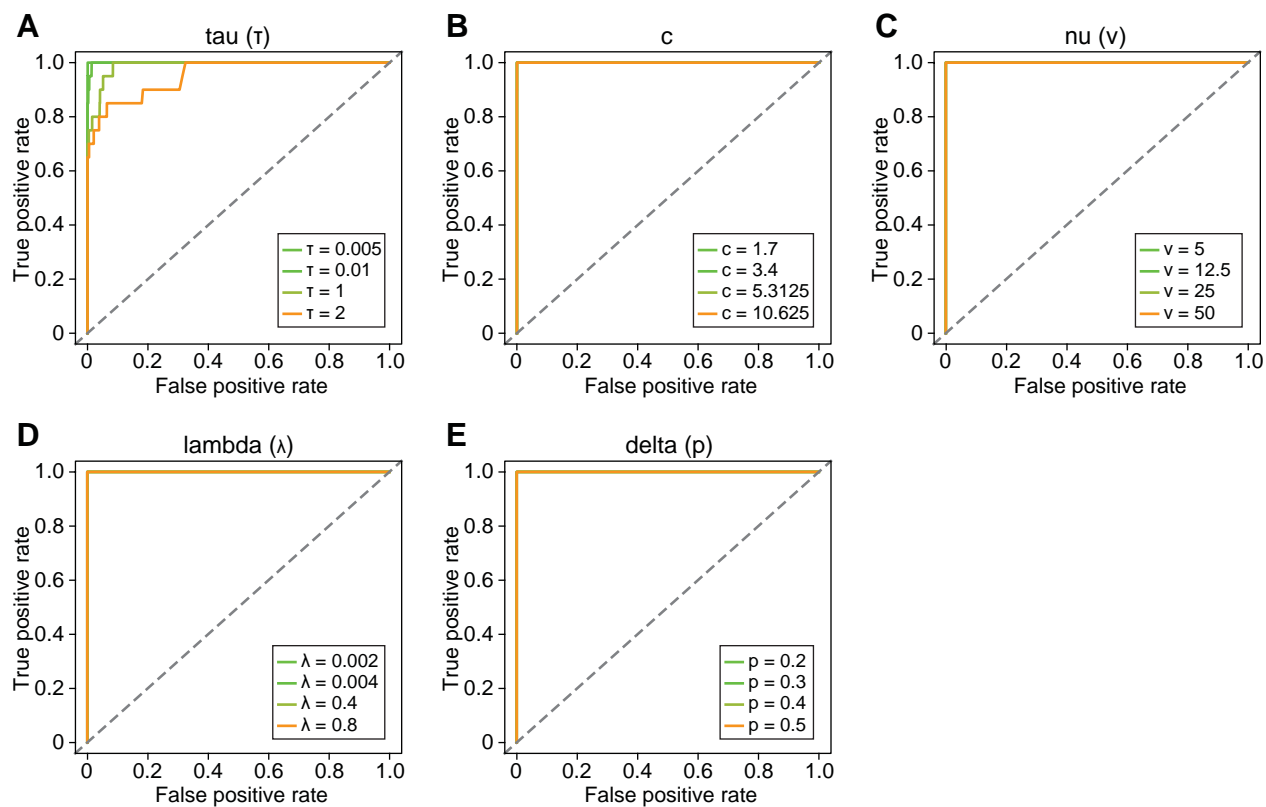 A
tau (τ)
True positive rate
1.0
0.8
0.6
0.4
0.2
0
τ = 0.005
τ = 0.01
τ = 1
τ = 2
0 0.2 0.4 0.6 0.8 1.0
False positive rate
B
c
True positive rate
1.0
0.8
0.6
0.4
0.2
0
c = 1.7
c = 3.4
c = 5.3125
c = 10.625
0 0.2 0.4 0.6 0.8 1.0
False positive rate
C
nu (ν)
True positive rate
1.0
0.8
0.6
0.4
0.2
0
ν = 5
ν = 12.5
ν = 25
ν = 50
0 0.2 0.4 0.6 0.8 1.0
False positive rate
D
lambda (λ)
True positive rate
1.0
0.8
0.6
0.4
0.2
0
λ = 0.002
λ = 0.004
λ = 0.4
λ = 0.8
0 0.2 0.4 0.6 0.8 1.0
False positive rate
E
delta (p)
True positive rate
1.0
0.8
0.6
0.4
0.2
0
p = 0.2
p = 0.3
p = 0.4
p = 0.5
0 0.2 0.4 0.6 0.8 1.0
False positive rate